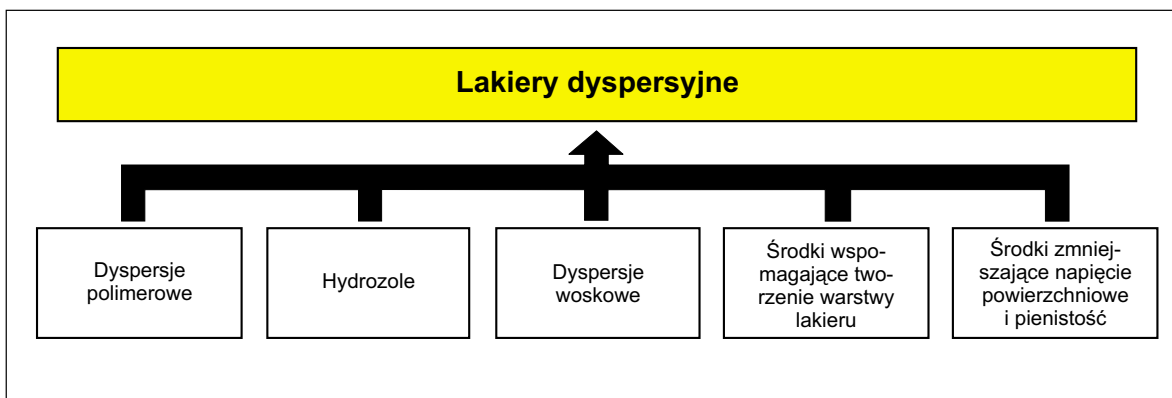 Lakiery dyspersyjne
Dyspersje
polimerowe
Hydrozole
Dyspersje
woskowe
Środki wspo-
magające two-
rzenie warstwy
lakieru
Środki zmniej-
szające napięcie
powierzchniowe
i pienistość